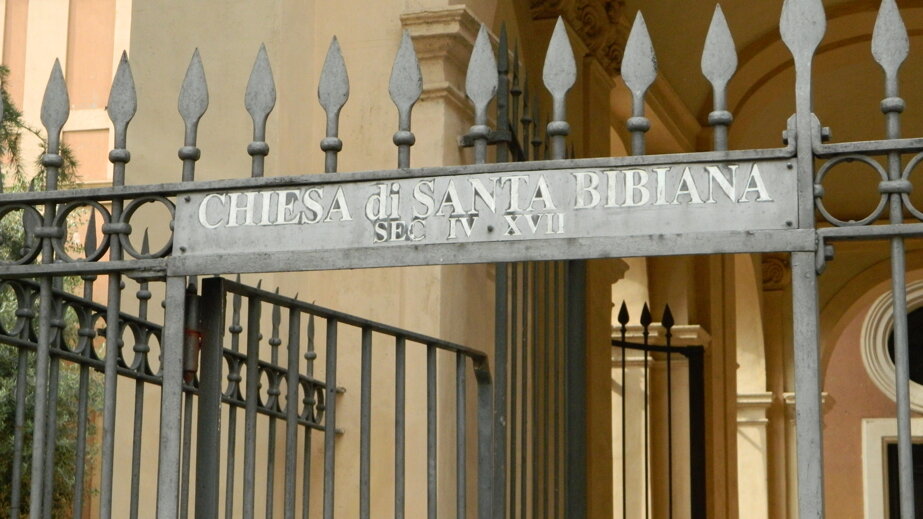 CHIESA di SANTA BIBIANA
SEC IV · XVII